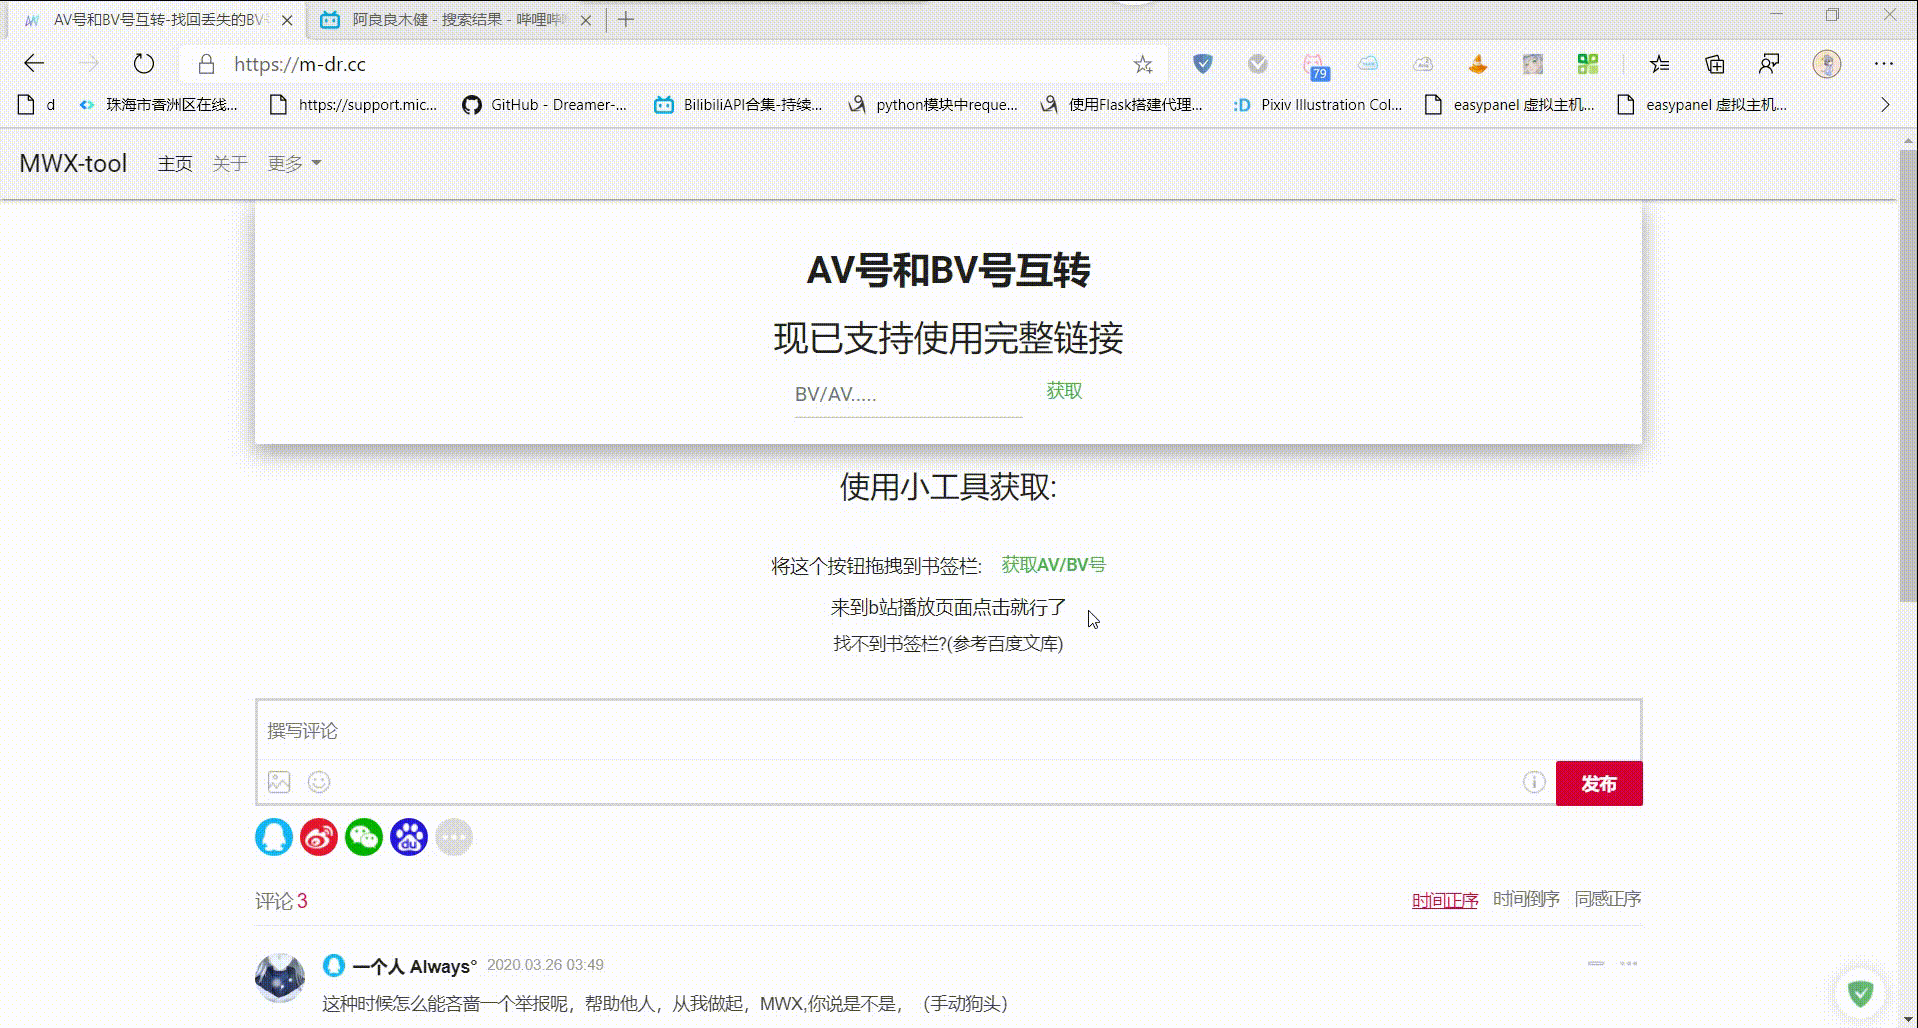 AV号和BV号互转-找回丢失的BV
阿良良木健 - 搜索结果 - 哔哩哔
https://m-dr.cc
79
d
珠海市香洲区在线...
https://support.mic...
GitHub - Dreamer-...
BilibiliAPI合集-持续...
python模块中reque...
使用Flask搭建代理...
:D
Pixiv Illustration Col...
easypanel 虚拟主机...
easypanel 虚拟主机...
MWX-tool 主页 关于 更多
AV号和BV号互转
现已支持使用完整链接
BV/AV..... 获取
使用小工具获取:
将这个按钮拖拽到书签栏: 获取AV/BV号
来到b站播放页面点击就行了
找不到书签栏?(参考百度文库)
撰写评论
发布
du
评论 3 时间正序 时间倒序 同感正序
一个人 Always° 2020.03.26 03:49
这种时候怎么能吝啬一个举报呢，帮助他人，从我做起，MWX,你说是不是，（手动狗头）